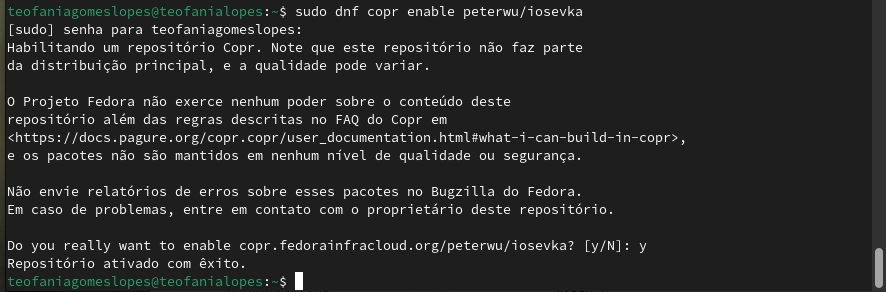 teofaniagomeslopes@teofanialopes:~$ sudo dnf copr enable peterwu/iosevka
[sudo] senha para teofaniagomeslopes:
Habilitando um repositório Copr. Note que este repositório não faz parte
da distribuição principal, e a qualidade pode variar.
O Projeto Fedora não exerce nenhum poder sobre o conteúdo deste
repositório além das regras descritas no FAQ do Copr em
<https://docs.pagure.org/copr.copr/user_documentation.html#what-i-can-build-in-copr>,
e os pacotes não são mantidos em nenhum nível de qualidade ou segurança.
Não envie relatórios de erros sobre esses pacotes no Bugzilla do Fedora.
Em caso de problemas, entre em contato com o proprietário deste repositório.
Do you really want to enable copr.fedorainfracloud.org/peterwu/iosevka? [y/N]: y
Repositório ativado com êxito.
teofaniagomeslopes@teofanialopes:~$